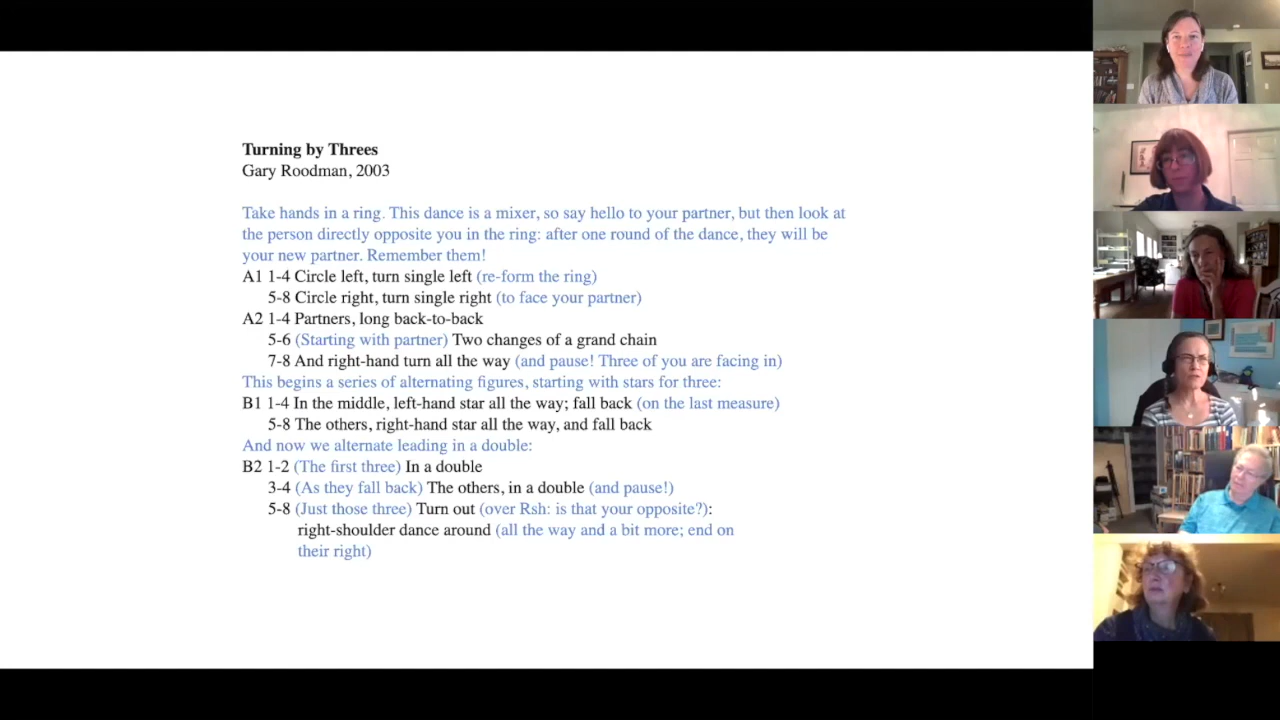 Turning by Threes
Gary Roodman, 2003
Take hands in a ring. This dance is a mixer, so say hello to your partner, but then look at
the person directly opposite you in the ring: after one round of the dance, they will be
your new partner. Remember them!
A1 1-4 Circle left, turn single left (re-form the ring)
5-8 Circle right, turn single right (to face your partner)
A2 1-4 Partners, long back-to-back
5-6 (Starting with partner) Two changes of a grand chain
7-8 And right-hand turn all the way (and pause! Three of you are facing in)
This begins a series of alternating figures, starting with stars for three:
B1 1-4 In the middle, left-hand star all the way; fall back (on the last measure)
5-8 The others, right-hand star all the way, and fall back
And now we alternate leading in a double:
B2 1-2 (The first three) In a double
3-4 (As they fall back) The others, in a double (and pause!)
5-8 (Just those three) Turn out (over Rsh: is that your opposite?):
right-shoulder dance around (all the way and a bit more; end on
their right)